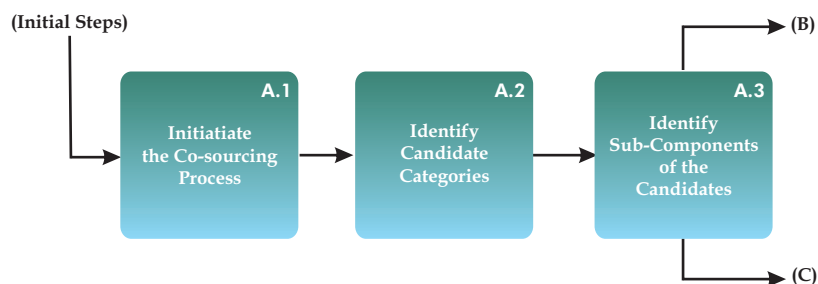 (Initial Steps)
(B)
A.1
Initiatiate
the Co-sourcing
Process
A.2
Identify
Candidate
Categories
A.3
Identify
Sub-Components
of the
Candidates
(C)